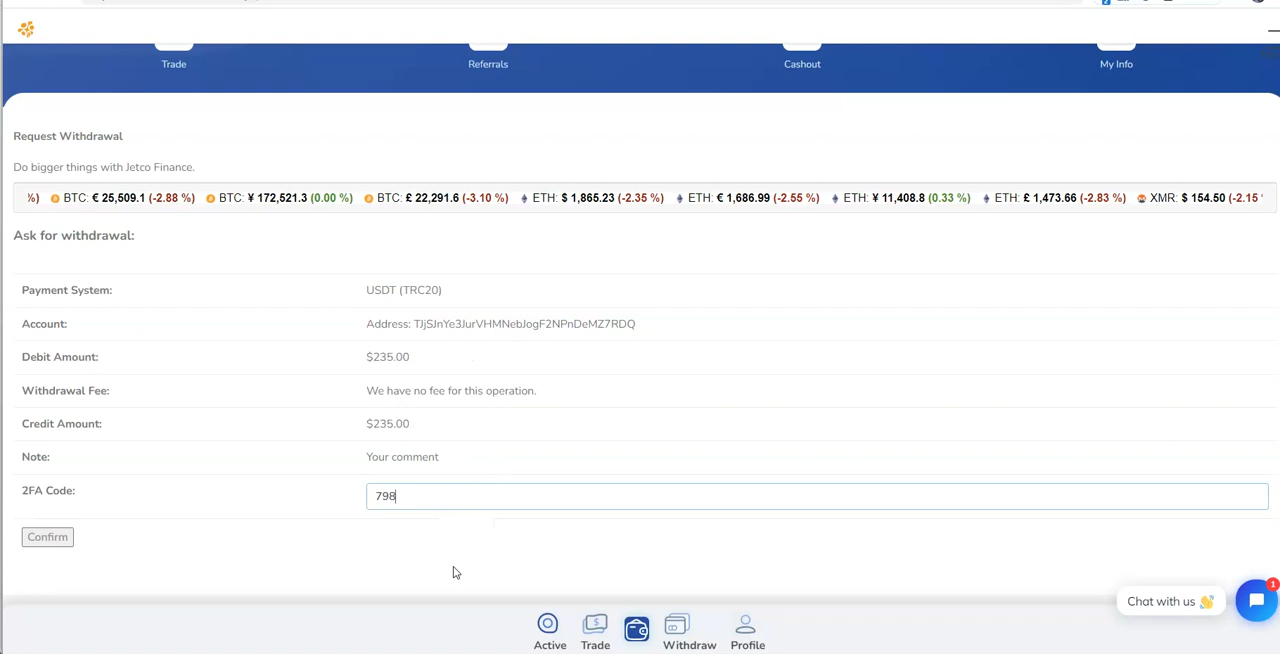 Trade Referrals Cashout My Info
Request Withdrawal
Do bigger things with Jetco Finance.
%) BTC: € 25,509.1 (-2.88 %) BTC: ¥ 172,521.3 (0.00 %) BTC: £ 22,291.6 (-3.10 %) ETH: $ 1,865.23 (-2.35 %) ETH: € 1,686.99 (-2.55 %) ETH: ¥ 11,408.8 (0.33 %) ETH: £ 1,473.66 (-2.83 %) XMR: $ 154.50 (-2.15
Ask for withdrawal:
Payment System: USDT (TRC20)
Account: Address: TJjSJnYe3JurVHMNebJogF2NPnDeMZ7RDQ
Debit Amount: $235.00
Withdrawal Fee: We have no fee for this operation.
Credit Amount: $235.00
Note: Your comment
2FA Code: 798
Confirm
Chat with us 👋 1
Active Trade Withdraw Profile